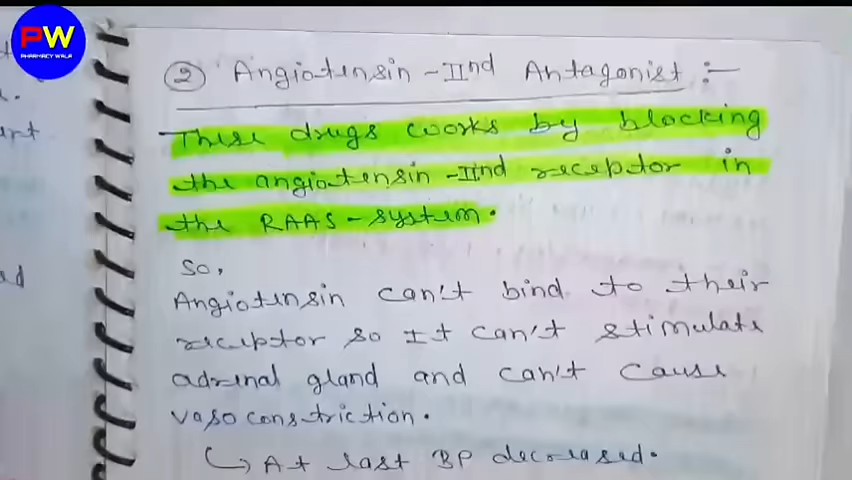 PW
PHARMACY WALA
② Angiotensin - IInd Antagonist :-
These drugs works by blocking
the angiotensin - IInd receptor in
the RAAS - system.
so,
Angiotensin can't bind to their
receptor so It can't stimulate
adrenal gland and can't cause
vaso constriction.
↳ At last BP decreased.